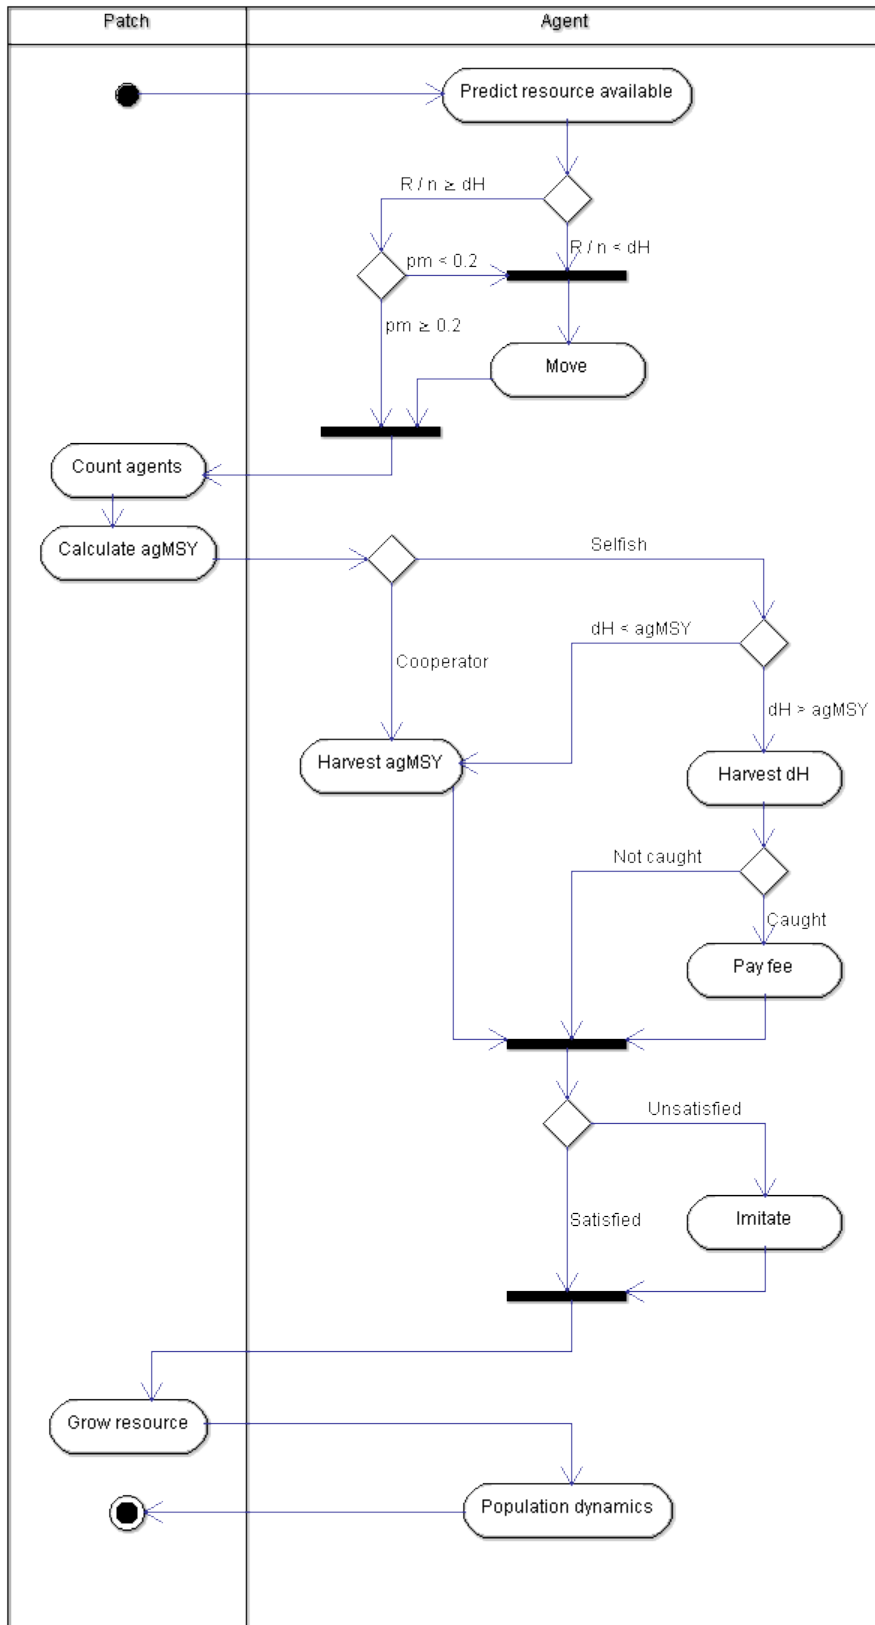 Patch
Agent
Predict resource available
R / n ≥ dH
R / n < dH
pm < 0.2
pm ≥ 0.2
Move
Count agents
Calculate agMSY
Selfish
dH < agMSY
Cooperator
dH > agMSY
Harvest agMSY
Harvest dH
Not caught
Caught
Pay fee
Unsatisfied
Satisfied
Imitate
Grow resource
Population dynamics